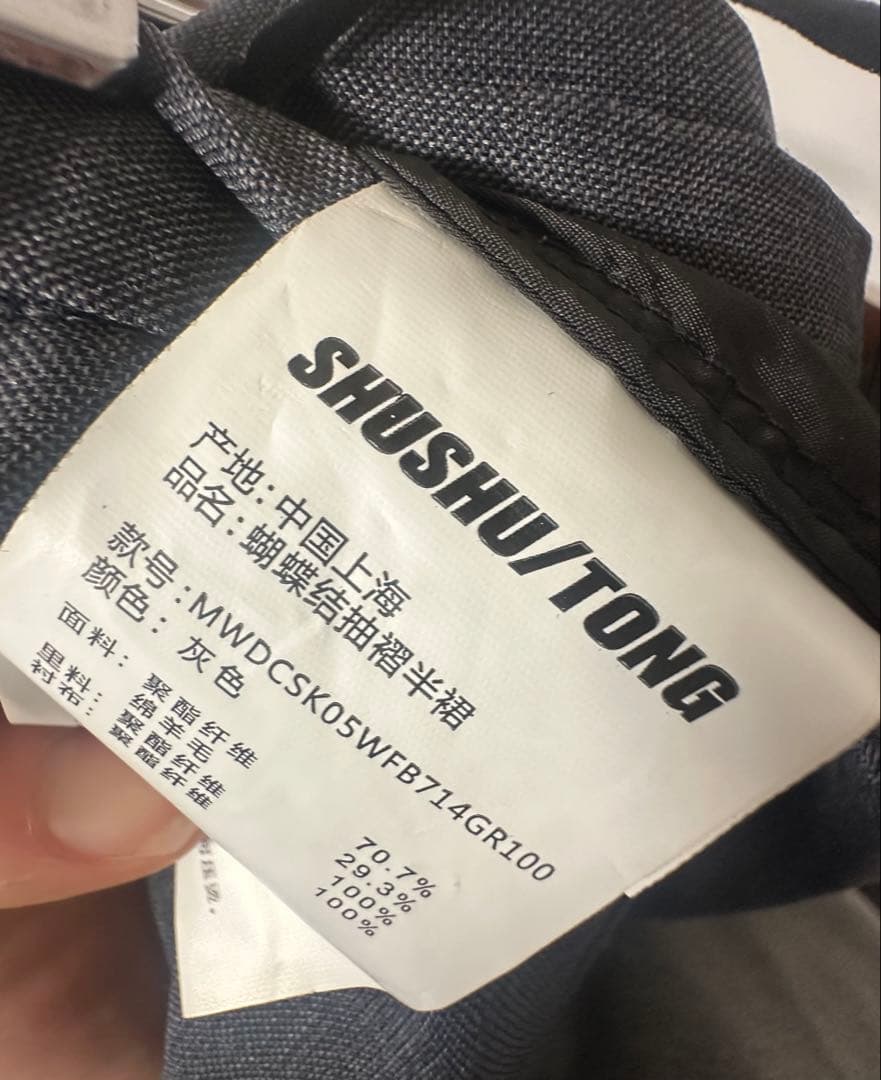 SHUSHU/TONG
产地：中国上海
品名：蝴蝶结抽褶半裙
款号：MWDCSK05WFB714GR100
颜色：灰色
面料： 聚酯纤维 70.7%
绵羊毛 29.3%
里料： 聚酯纤维 100%
衬布： 聚酯纤维 100%